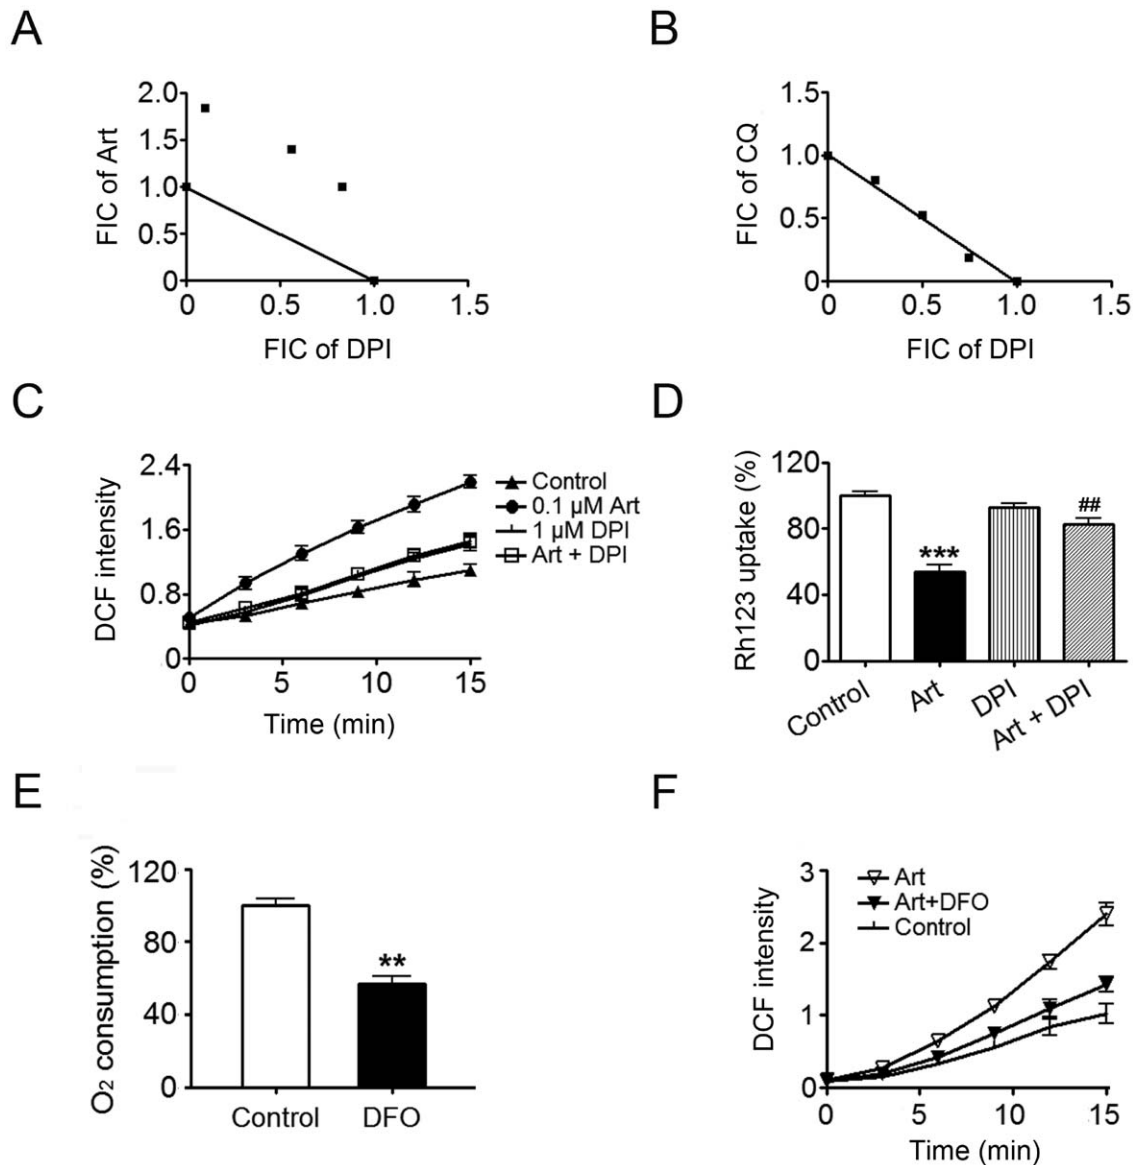 A
B
2.0
1.5
1.0
0.5
0
FIC of Art
0
0.5
1.0
1.5
FIC of DPI
1.5
1.0
0.5
0
FIC of CQ
0
0.5
1.0
1.5
FIC of DPI
C
D
2.4
1.6
0.8
0
DCF intensity
0
5
10
15
Time (min)
Control
0.1 µM Art
1 µM DPI
Art + DPI
120
80
40
0
Rh123 uptake (%)
***
##
Control
Art
DPI
Art + DPI
E
F
120
80
40
0
O₂ consumption (%)
**
Control
DFO
3
2
1
0
DCF intensity
Art
Art+DFO
Control
0
5
10
15
Time (min)